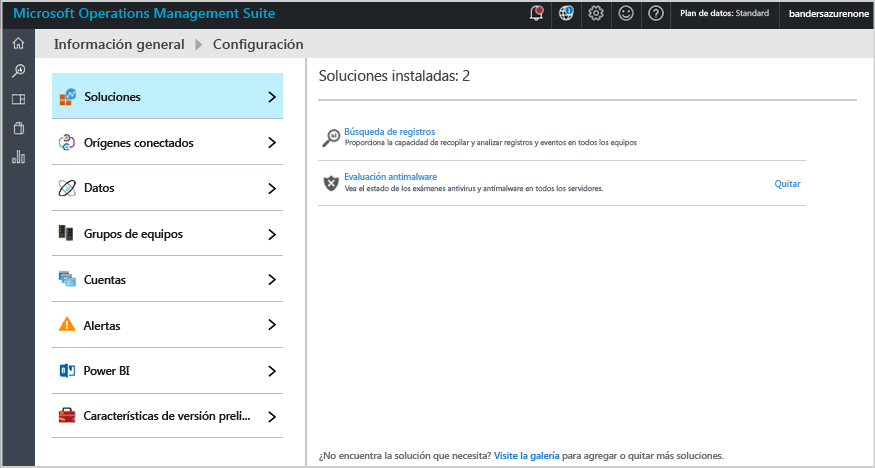 Microsoft Operations Management Suite
Plan de datos: Standard
bandersazurenone
Información general
Configuración
Soluciones
Orígenes conectados
Datos
Grupos de equipos
Cuentas
Alertas
Power BI
Características de versión preli...
Soluciones instaladas: 2
Búsqueda de registros
Proporciona la capacidad de recopilar y analizar registros y eventos en todos los equipos
Evaluación antimalware
Vea el estado de los exámenes antivirus y antimalware en todos los servidores.
Quitar
¿No encuentra la solución que necesita? Visite la galería para agregar o quitar más soluciones.